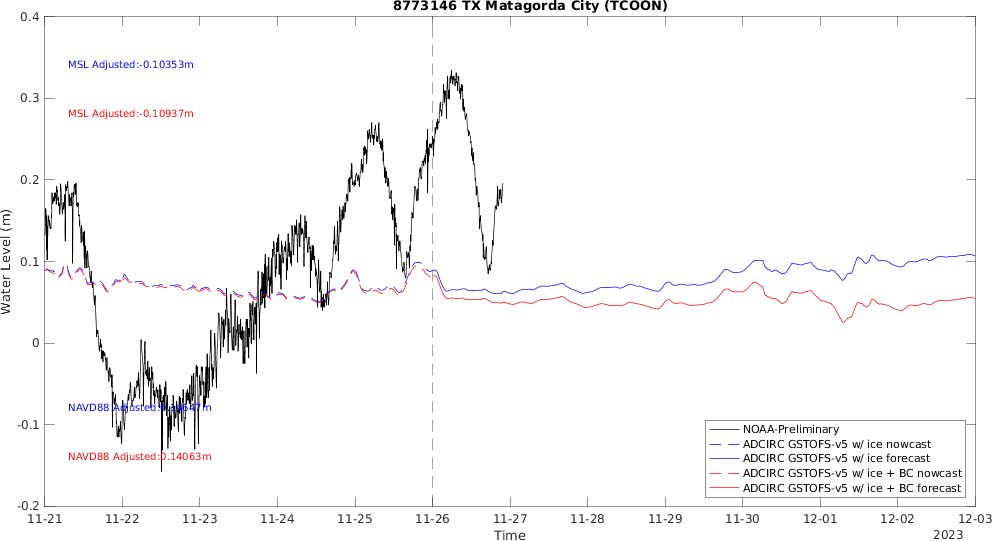 8773146 TX Matagorda City (TCOON)
0.4
0.3
0.2
0.1
0
-0.1
-0.2
Water Level (m)
MSL Adjusted:-0.10353m
MSL Adjusted:-0.10937m
NAVD88 Adjusted:
NAVD88 Adjusted:0.14063m
NOAA-Preliminary
ADCIRC GSTOFS-v5 w/ ice nowcast
ADCIRC GSTOFS-v5 w/ ice forecast
ADCIRC GSTOFS-v5 w/ ice + BC nowcast
ADCIRC GSTOFS-v5 w/ ice + BC forecast
11-21 11-22 11-23 11-24 11-25 11-26 11-27 11-28 11-29 11-30 12-01 12-02 12-03
Time
2023